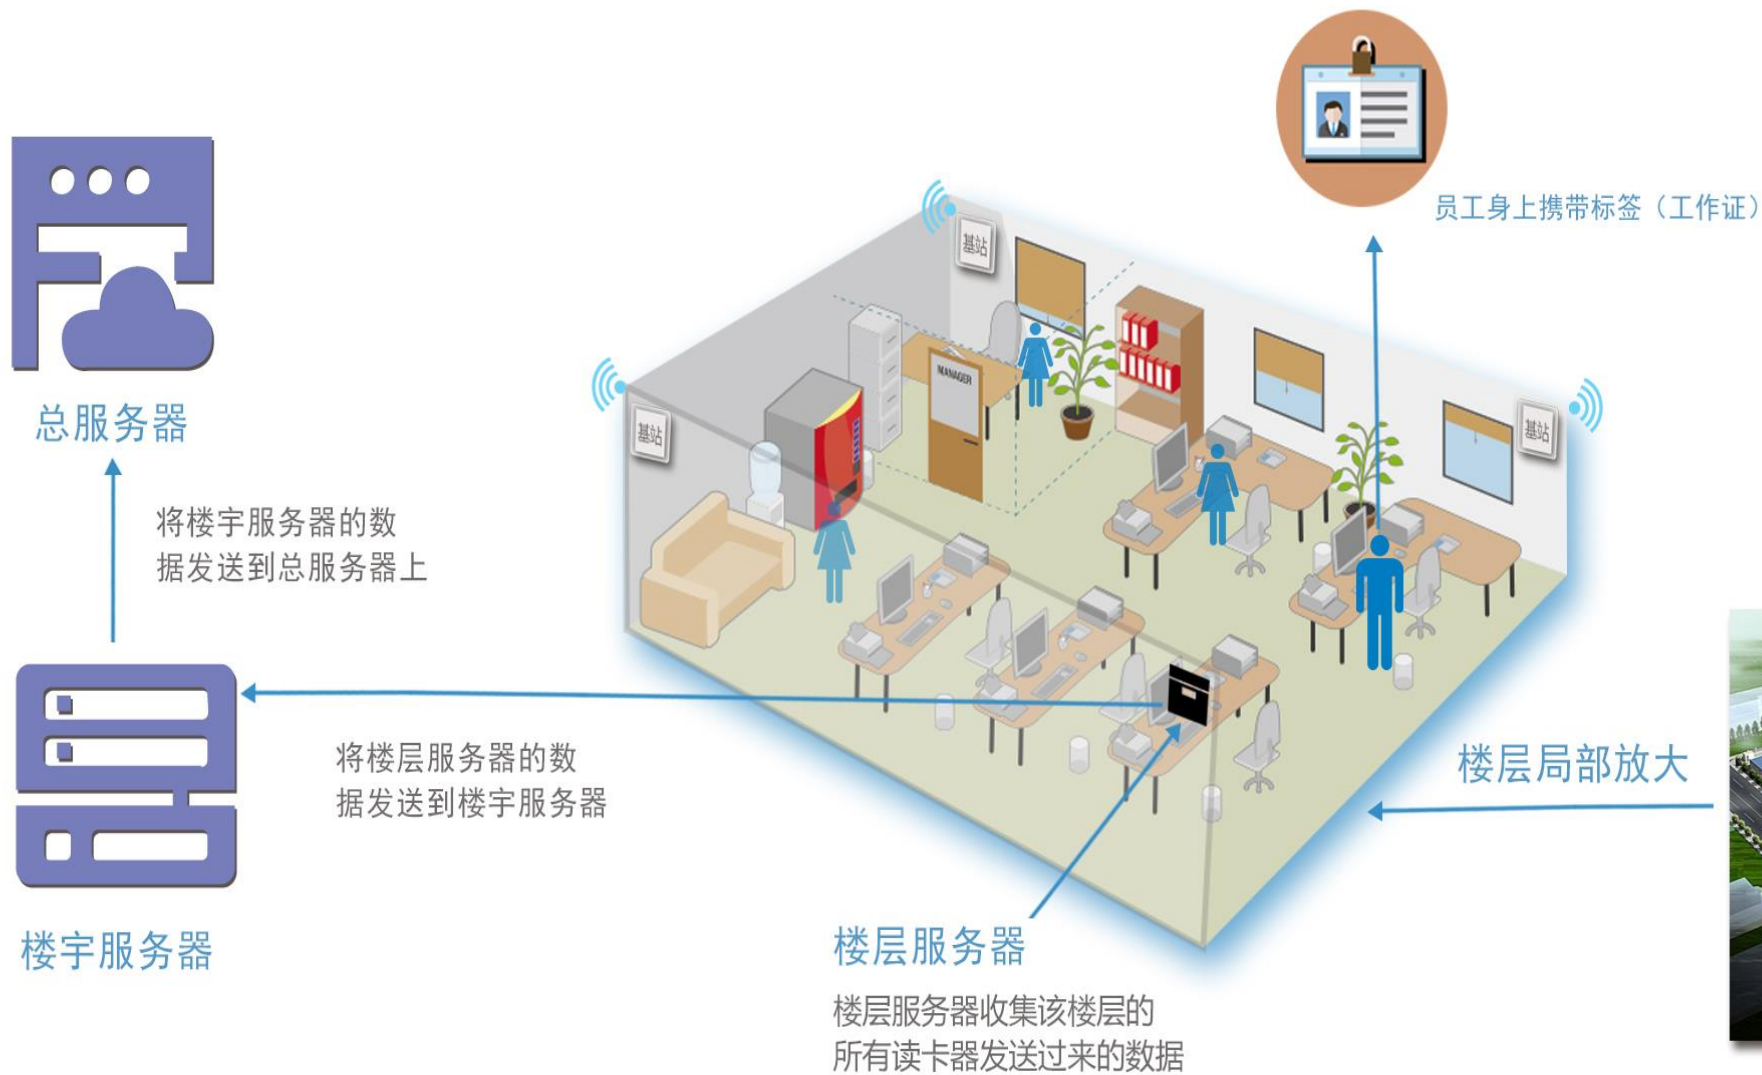 员工身上携带标签（工作证）
基站
MANAGER
基站
基站
总服务器
将楼宇服务器的数
据发送到总服务器上
将楼层服务器的数
据发送到楼宇服务器
楼层局部放大
楼宇服务器
楼层服务器
楼层服务器收集该楼层的
所有读卡器发送过来的数据